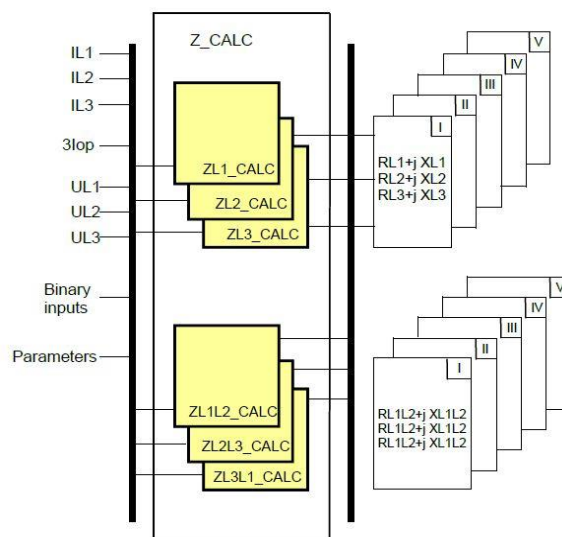 Z_CALC
IL1
IL2
IL3
3Iop
UL1
UL2
UL3
Binary
inputs
Parameters
ZL1_CALC
ZL2_CALC
ZL3_CALC
ZL1L2_CALC
ZL2L3_CALC
ZL3L1_CALC
V
IV
III
II
I
RL1+j XL1
RL2+j XL2
RL3+j XL3
V
IV
III
II
I
RL1L2+j XL1L2
RL1L2+j XL1L2
RL1L2+j XL1L2